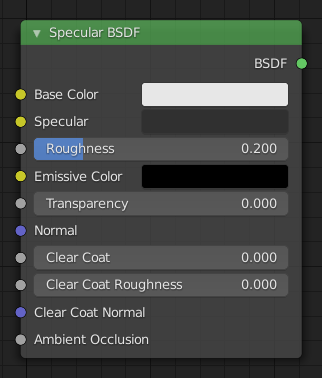 Specular BSDF
BSDF
Base Color
Specular
Roughness 0.200
Emissive Color
Transparency 0.000
Normal
Clear Coat 0.000
Clear Coat Roughness 0.000
Clear Coat Normal
Ambient Occlusion